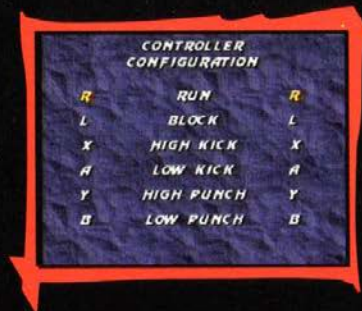 CONTROLLER
CONFIGURATION
R RUN R
L BLOCK L
X HIGH KICK X
A LOW KICK A
Y HIGH PUNCH Y
B LOW PUNCH B